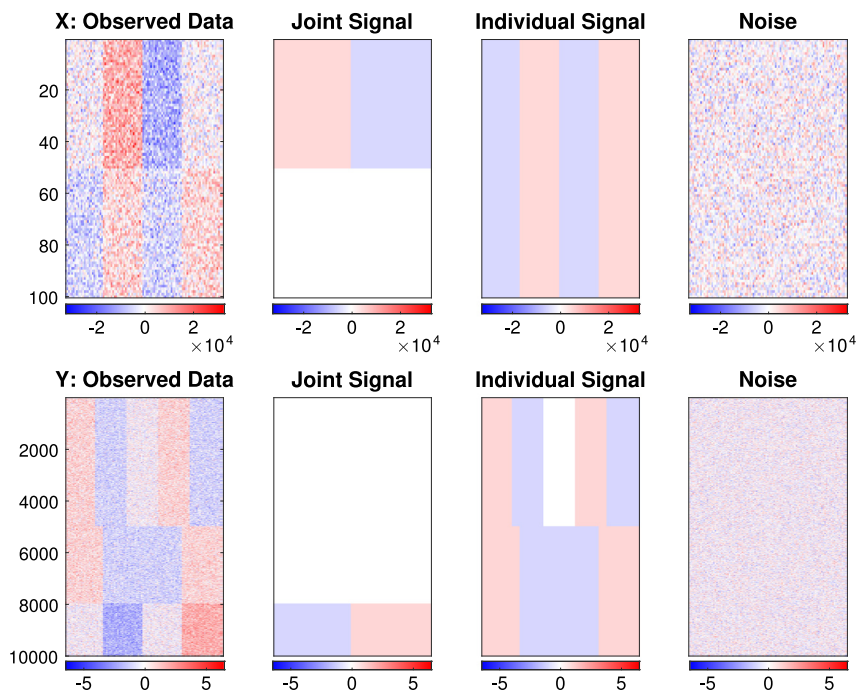 X: Observed Data Joint Signal Individual Signal Noise
20
40
60
80
100
-2 0 2 -2 0 2 -2 0 2 -2 0 2
×10⁴ ×10⁴ ×10⁴ ×10⁴
Y: Observed Data Joint Signal Individual Signal Noise
2000
4000
6000
8000
10000
-5 0 5 -5 0 5 -5 0 5 -5 0 5